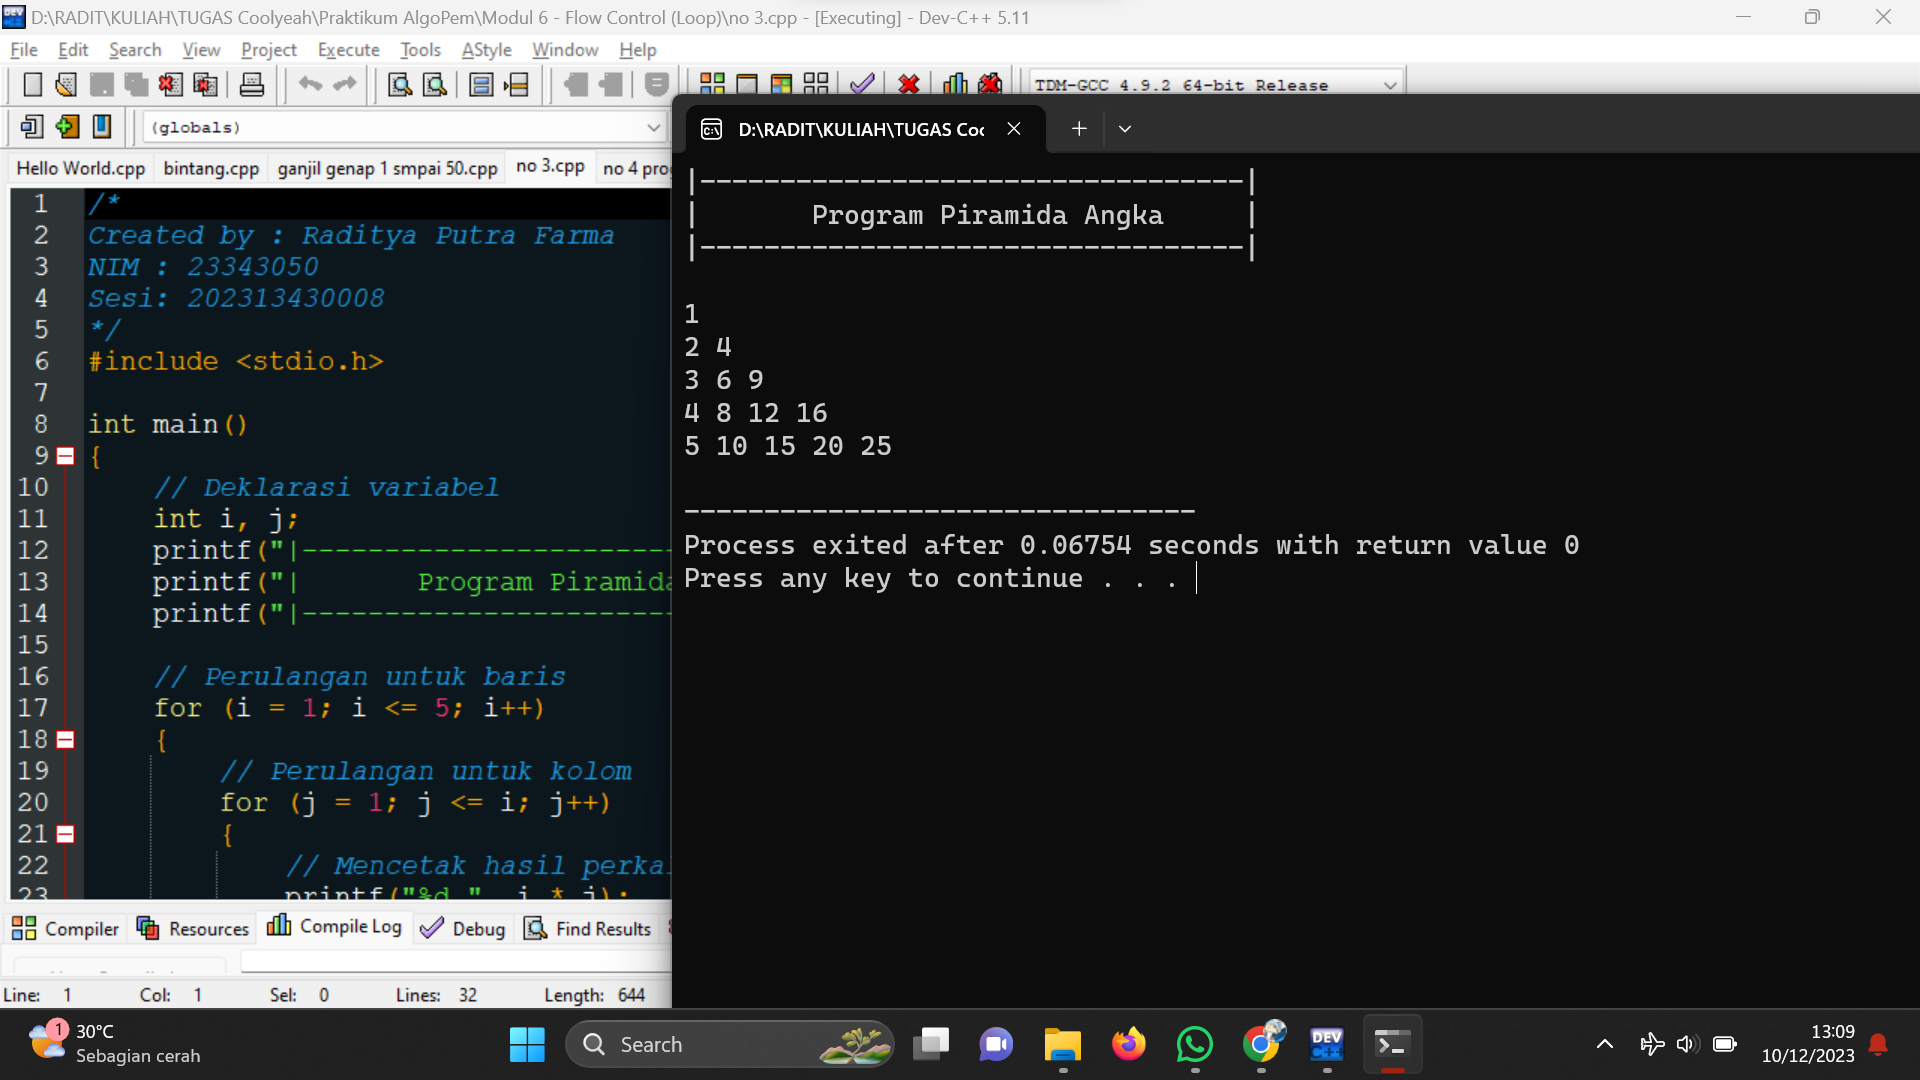 D:\RADIT\KULIAH\TUGAS Coolyeah\Praktikum AlgoPem\Modul 6 - Flow Control (Loop)\no 3.cpp - [Executing] - Dev-C++ 5.11
File Edit Search View Project Execute Tools AStyle Window Help
TDM-GCC 4.9.2 64-bit Release
(globals)
Hello World.cpp bintang.cpp ganjil genap 1 smpai 50.cpp no 3.cpp no 4
1 /*
2 Created by : Raditya Putra Farma
3 NIM : 23343050
4 Sesi: 202313430008
5 */
6 #include <stdio.h>
7
8 int main()
9 {
10 // Deklarasi variabel
11 int i, j;
12 printf("|-----------------------
13 printf("|       Program Piramida
14 printf("|-----------------------
15
16 // Perulangan untuk baris
17 for (i = 1; i <= 5; i++)
18 {
19 // Perulangan untuk kolom
20 for (j = 1; j <= i; j++)
21 {
22 // Mencetak hasil
23 printf("%d ", i * j);
Compiler Resources Compile Log Debug Find Results
Line: 1 Col: 1 Sel: 0 Lines: 32 Length: 644
D:\RADIT\KULIAH\TUGAS Coo
|----------------------------------|
|       Program Piramida Angka     |
|----------------------------------|
1
2 4
3 6 9
4 8 12 16
5 10 15 20 25
--------------------------------
Process exited after 0.06754 seconds with return value 0
Press any key to continue . . .
1
30°C
Sebagian cerah
Search
DEV
C++
13:09
10/12/2023